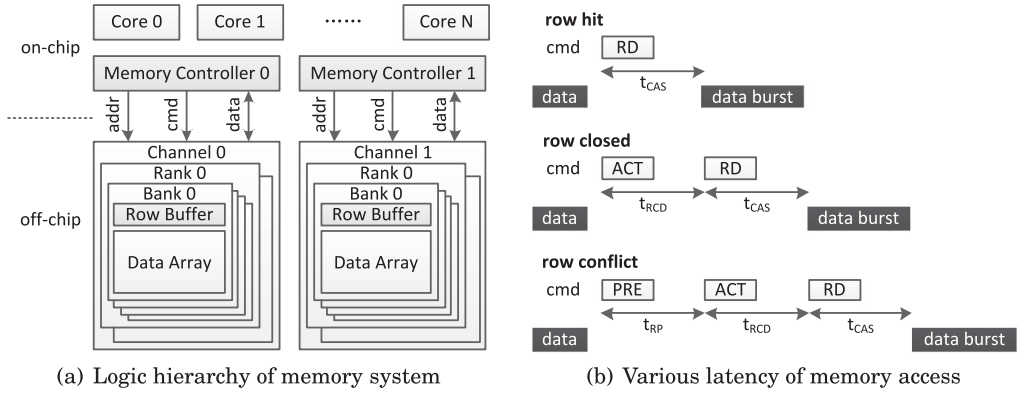 Core 0 Core 1 ...... Core N
on-chip
Memory Controller 0 Memory Controller 1
addr cmd data addr cmd data
Channel 0 Channel 1
Rank 0 Rank 0
Bank 0 Bank 0
off-chip
Row Buffer Row Buffer
Data Array Data Array
(a) Logic hierarchy of memory system
row hit
cmd RD
tCAS
data data burst
row closed
cmd ACT RD
tRCD tCAS
data data burst
row conflict
cmd PRE ACT RD
tRP tRCD tCAS
data data burst
(b) Various latency of memory access